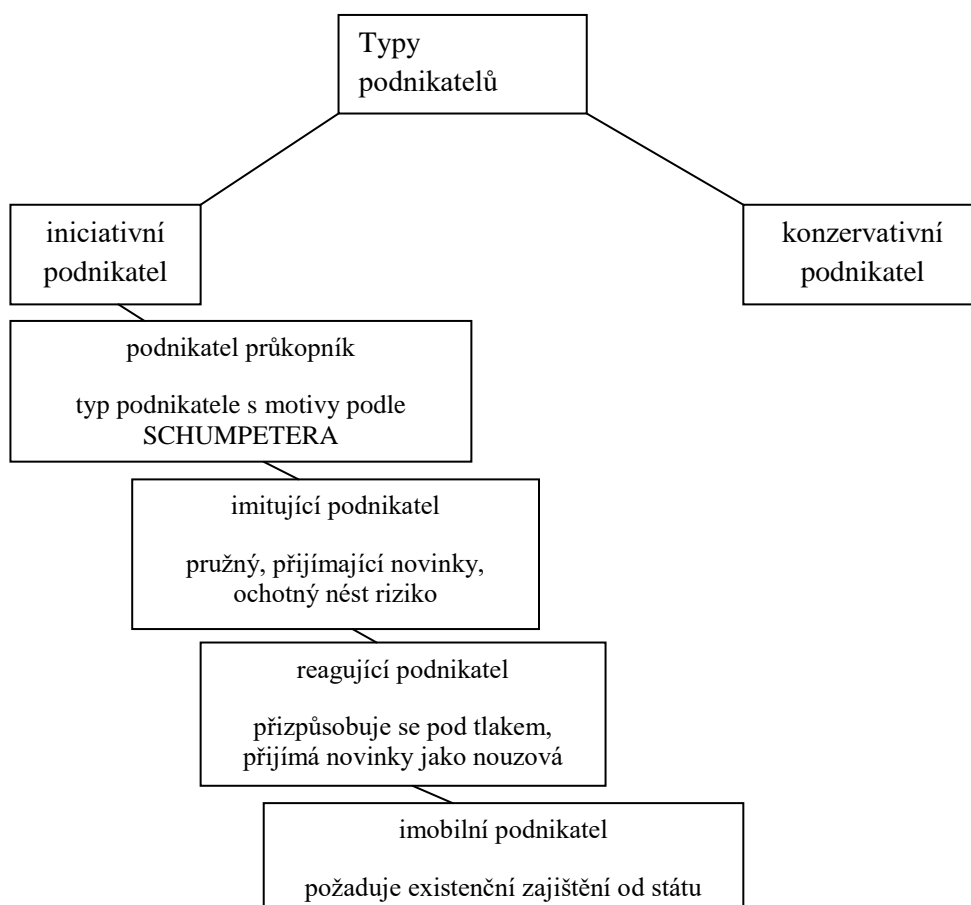 Typy
podnikatelů
iniciativní
podnikatel
konzervativní
podnikatel
podnikatel průkopník
typ podnikatele s motivy podle
SCHUMPETERA
imitující podnikatel
pružný, přijímající novinky,
ochotný nést riziko
reagující podnikatel
přizpůsobuje se pod tlakem,
přijímá novinky jako nouzová
imobilní podnikatel
požaduje existenční zajištění od státu